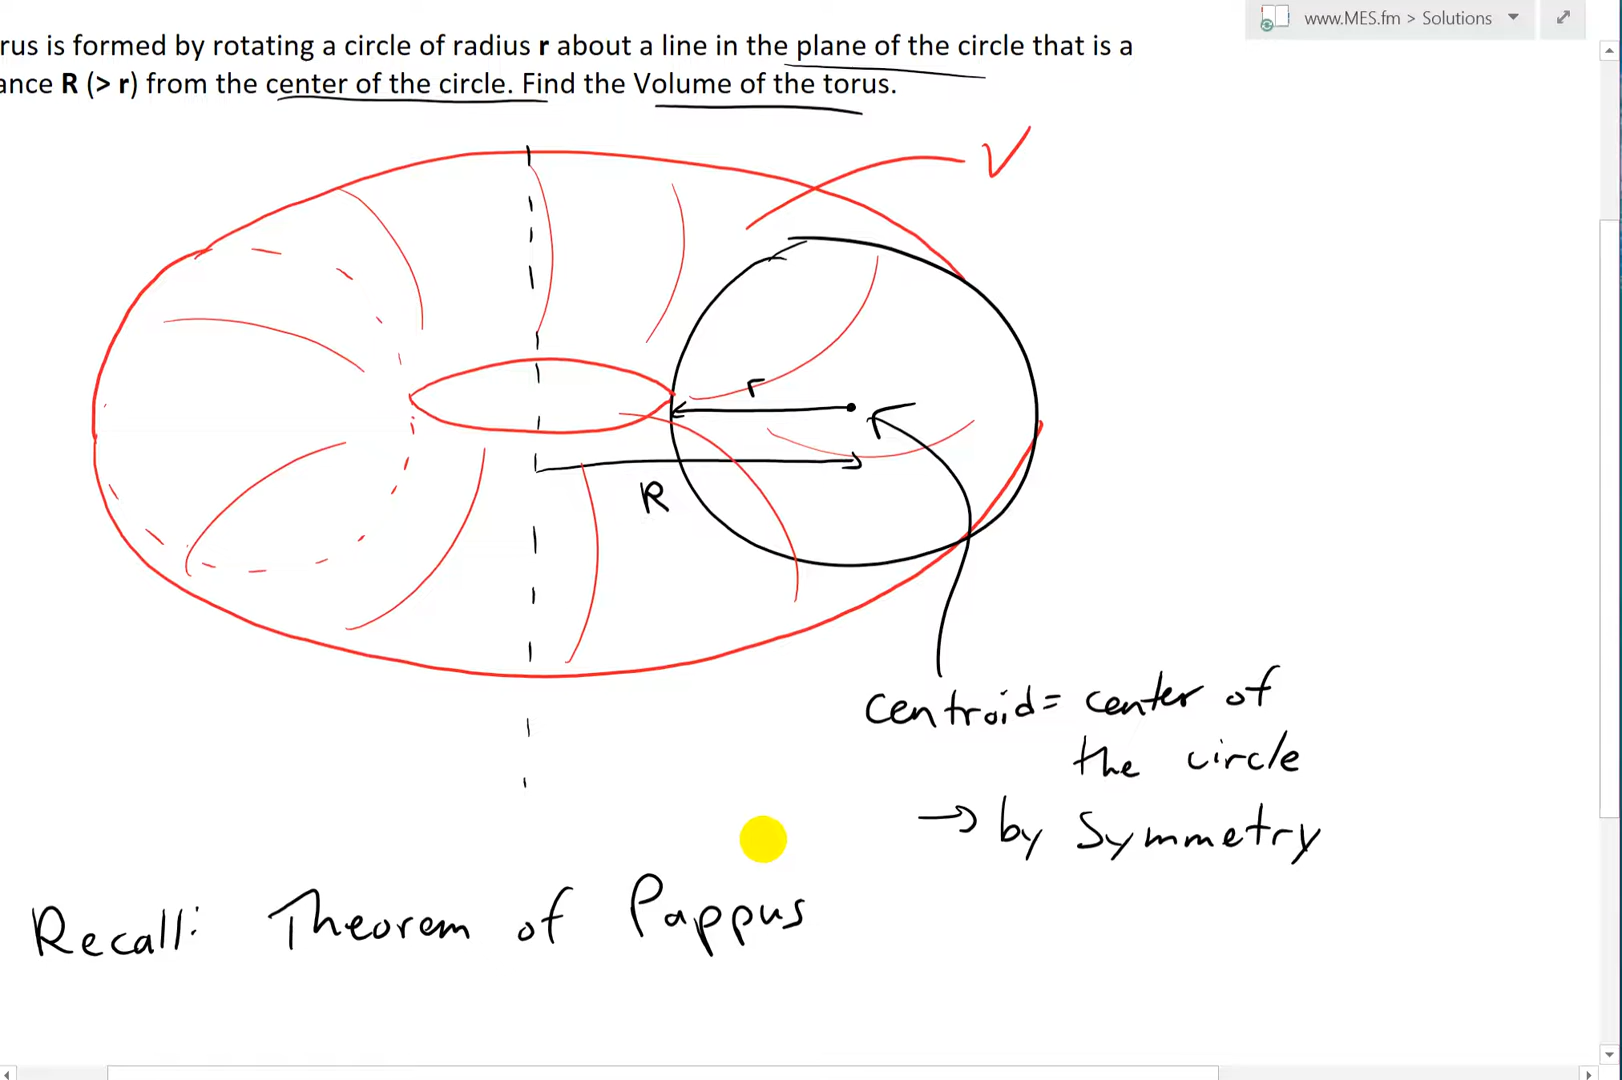 www.MES.fm > Solutions
rus is formed by rotating a circle of radius r about a line in the plane of the circle that is a
ance R (> r) from the center of the circle. Find the Volume of the torus.
V
r
R
centroid = center of
the circle
→ by Symmetry
Recall: Theorem of Pappus